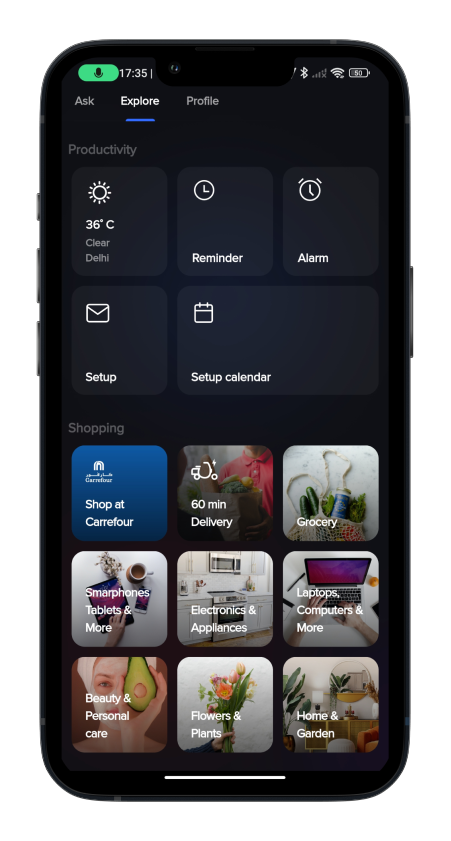 17:35 |
50
Ask
Explore
Profile
Productivity
36° C
Clear
Delhi
Reminder
Alarm
Setup
Setup calendar
Shopping
كارفور
Carrefour
Shop at
Carrefour
60 min
Delivery
Grocery
Smarphones
Tablets &
More
Electronics &
Appliances
Laptops,
Computers &
More
Beauty &
Personal
care
Flowers &
Plants
Home &
Garden